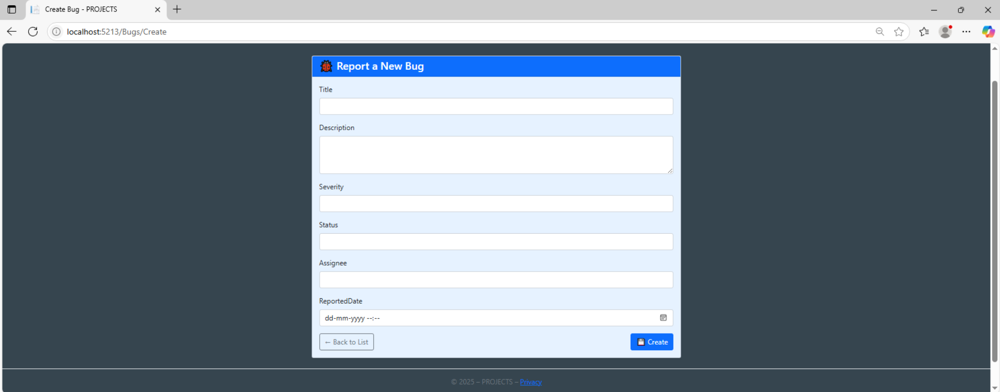 Create Bug - PROJECTS
localhost:5213/Bugs/Create
Report a New Bug
Title
Description
Severity
Status
Assignee
ReportedDate
dd-mm-yyyy --:--
← Back to List
Create
© 2025 – PROJECTS – Privacy